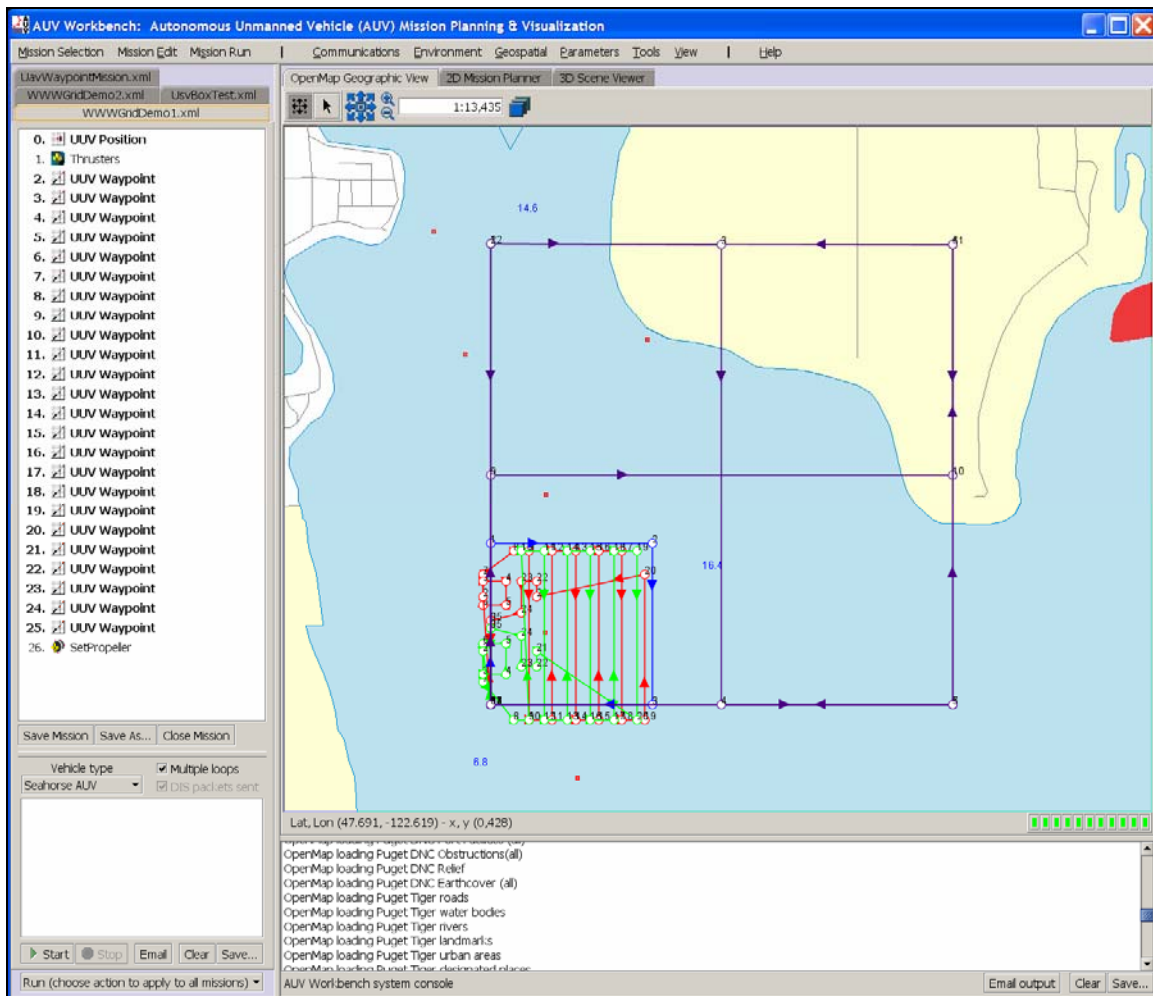 AUV Workbench: Autonomous Unmanned Vehicle (AUV) Mission Planning & Visualization
Mission Selection Mission Edit Mission Run | Communications Environment Geospatial Parameters Tools View | Help
UavWaypointMission.xml
WWWGridDemo2.xml UsvBoxTest.xml
WWWGridDemo1.xml
OpenMap Geographic View 2D Mission Planner 3D Scene Viewer
1:13,435
0. UUV Position
1. Thrusters
2. UUV Waypoint
3. UUV Waypoint
4. UUV Waypoint
5. UUV Waypoint
6. UUV Waypoint
7. UUV Waypoint
8. UUV Waypoint
9. UUV Waypoint
10. UUV Waypoint
11. UUV Waypoint
12. UUV Waypoint
13. UUV Waypoint
14. UUV Waypoint
15. UUV Waypoint
16. UUV Waypoint
17. UUV Waypoint
18. UUV Waypoint
19. UUV Waypoint
20. UUV Waypoint
21. UUV Waypoint
22. UUV Waypoint
23. UUV Waypoint
24. UUV Waypoint
25. UUV Waypoint
26. SetPropeller
14.6
16.4
6.8
Save Mission Save As... Close Mission
Vehicle type Multiple loops
Seahorse AUV DIS packets sent
Start Stop Email Clear Save...
Run (choose action to apply to all missions)
Lat, Lon (47.691, -122.619) - x, y (0,428)
OpenMap loading Puget DNC Obstructions(all)
OpenMap loading Puget DNC Relief
OpenMap loading Puget DNC Earthcover (all)
OpenMap loading Puget Tiger roads
OpenMap loading Puget Tiger water bodies
OpenMap loading Puget Tiger rivers
OpenMap loading Puget Tiger landmarks
OpenMap loading Puget Tiger urban areas
OpenMap loading Puget Tiger designated places
AUV Workbench system console
Email output Clear Save...